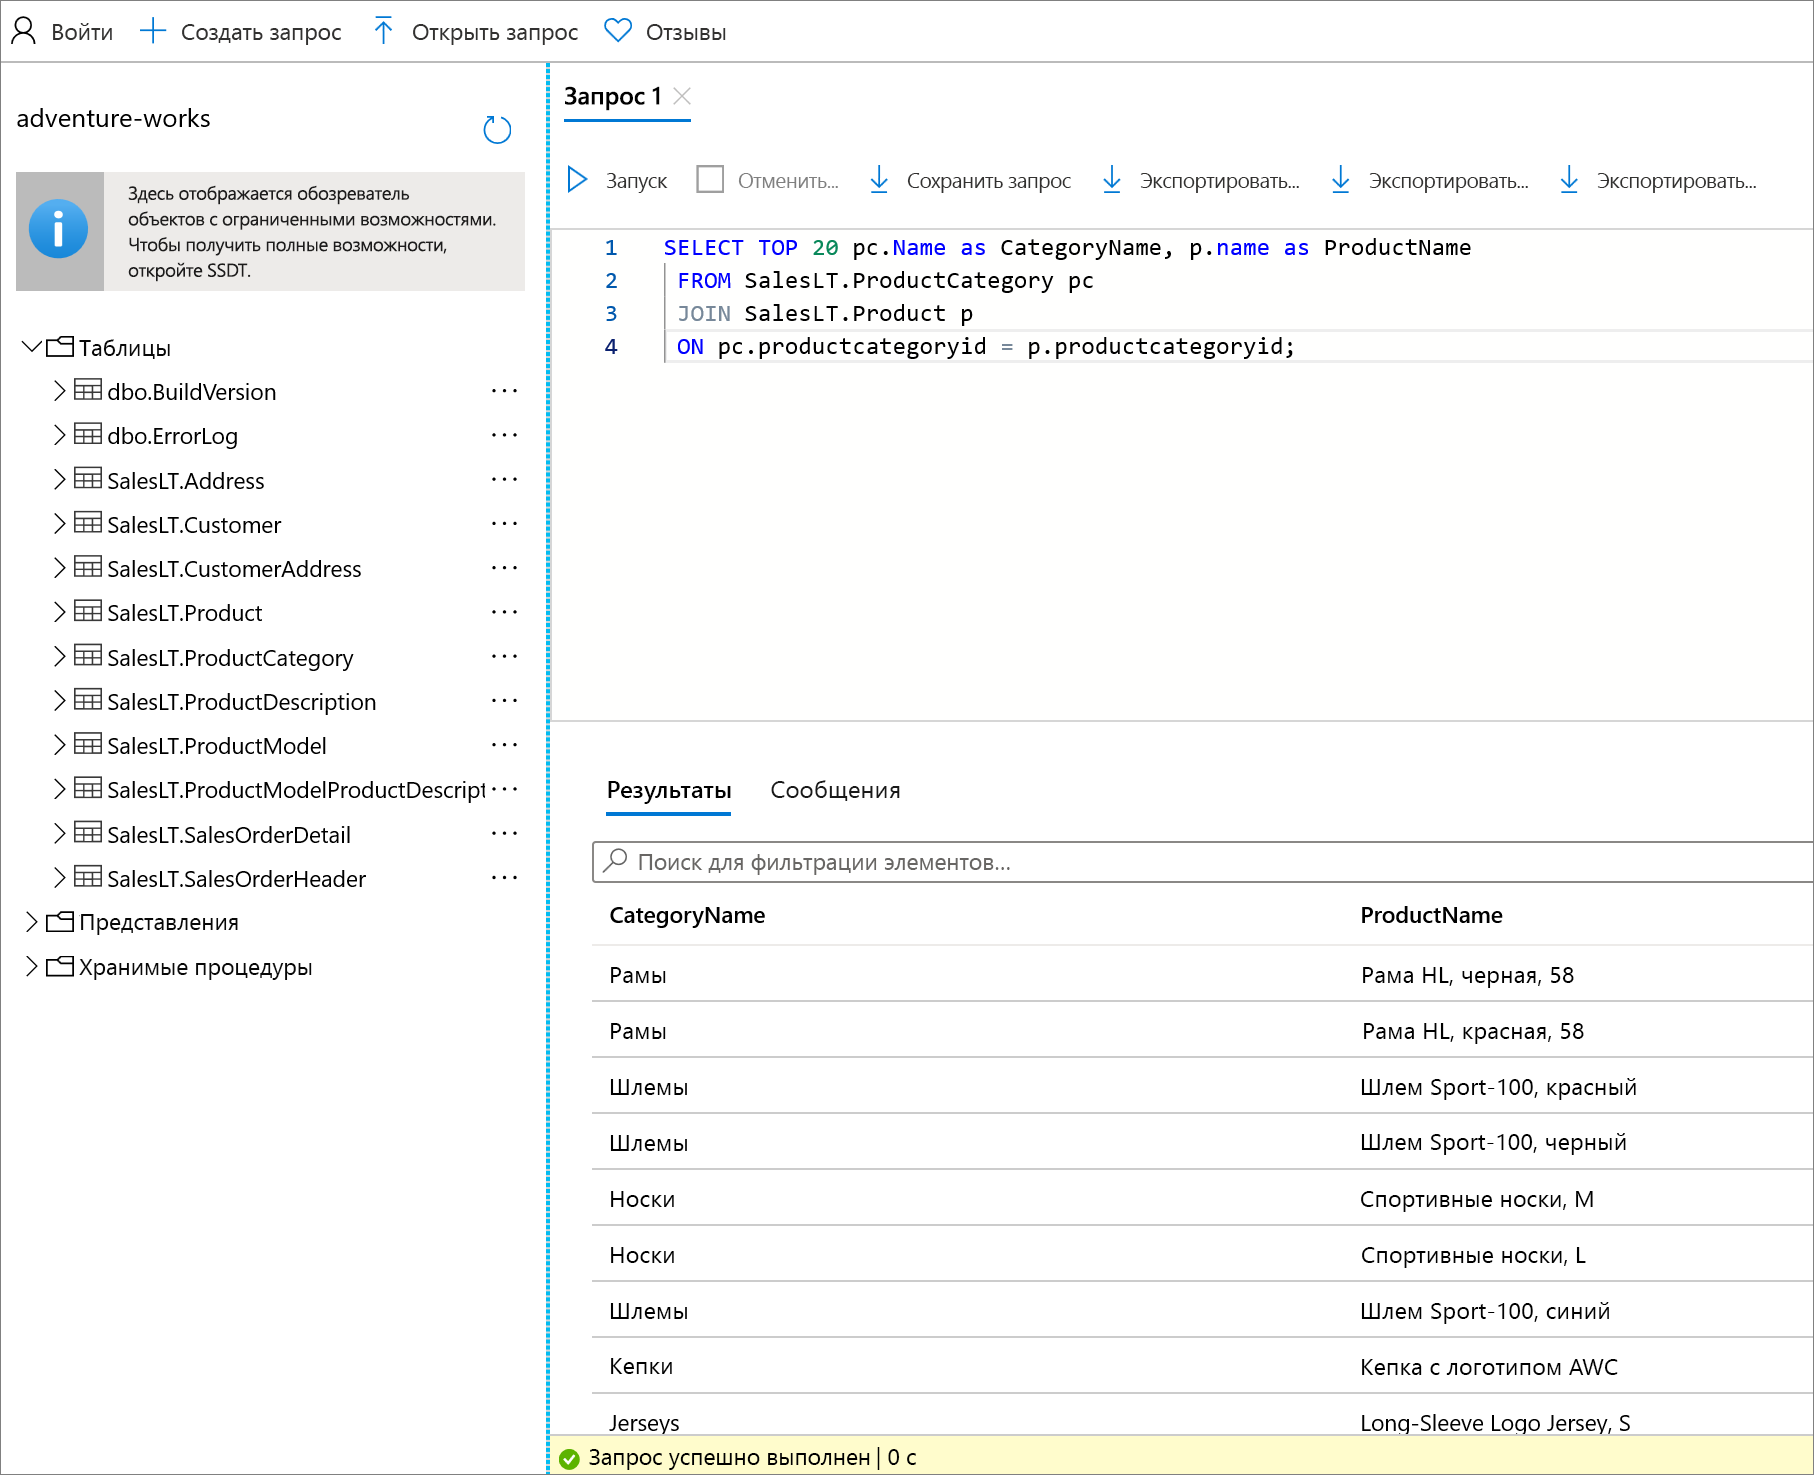 Войти Создать запрос Открыть запрос Отзывы
adventure-works
Здесь отображается обозреватель
объектов с ограниченными возможностями.
Чтобы получить полные возможности,
откройте SSDT.
Таблицы
dbo.BuildVersion
dbo.ErrorLog
SalesLT.Address
SalesLT.Customer
SalesLT.CustomerAddress
SalesLT.Product
SalesLT.ProductCategory
SalesLT.ProductDescription
SalesLT.ProductModel
SalesLT.ProductModelProductDescript
SalesLT.SalesOrderDetail
SalesLT.SalesOrderHeader
Представления
Хранимые процедуры
Запрос 1
Запуск Отменить... Сохранить запрос Экспортировать... Экспортировать... Экспортировать...
1 SELECT TOP 20 pc.Name as CategoryName, p.name as ProductName
2 FROM SalesLT.ProductCategory pc
3 JOIN SalesLT.Product p
4 ON pc.productcategoryid = p.productcategoryid;
Результаты Сообщения
Поиск для фильтрации элементов...
CategoryName ProductName
Рамы Рама HL, черная, 58
Рамы Рама HL, красная, 58
Шлемы Шлем Sport-100, красный
Шлемы Шлем Sport-100, черный
Носки Спортивные носки, M
Носки Спортивные носки, L
Шлемы Шлем Sport-100, синий
Кепки Кепка с логотипом AWC
Jerseys Long-Sleeve Logo Jersey, S
Запрос успешно выполнен | 0 с